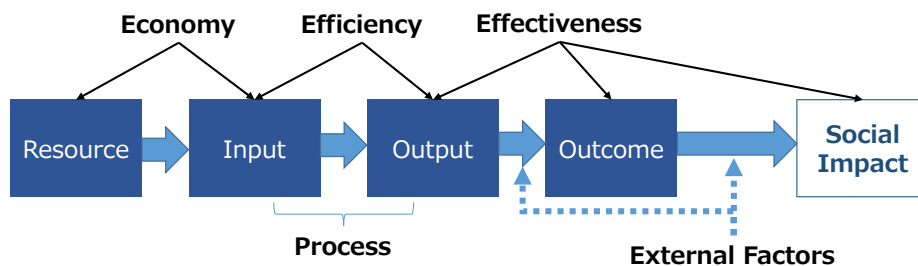 Economy
Efficiency
Effectiveness
Resource
Input
Output
Outcome
Social
Impact
Process
External Factors